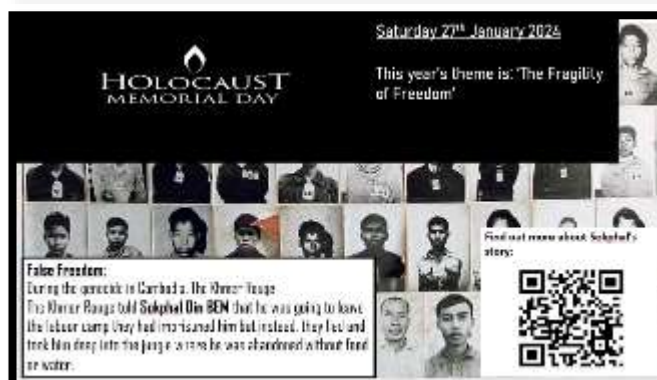 HOLOCAUST
MEMORIAL DAY
Saturday 27th January 2024
This year's theme is: 'The Fragility
of Freedom'
Find out more about Sokphal's
story:
False Freedom:
During the genocide in Cambodia, The Khmer Rouge
The Khmer Rouge told Sokphal Din BEM that he was going to leave
the labour camp they had imprisoned him but instead, they lied and
took him deep into the jungle where he was abandoned without food
or water.